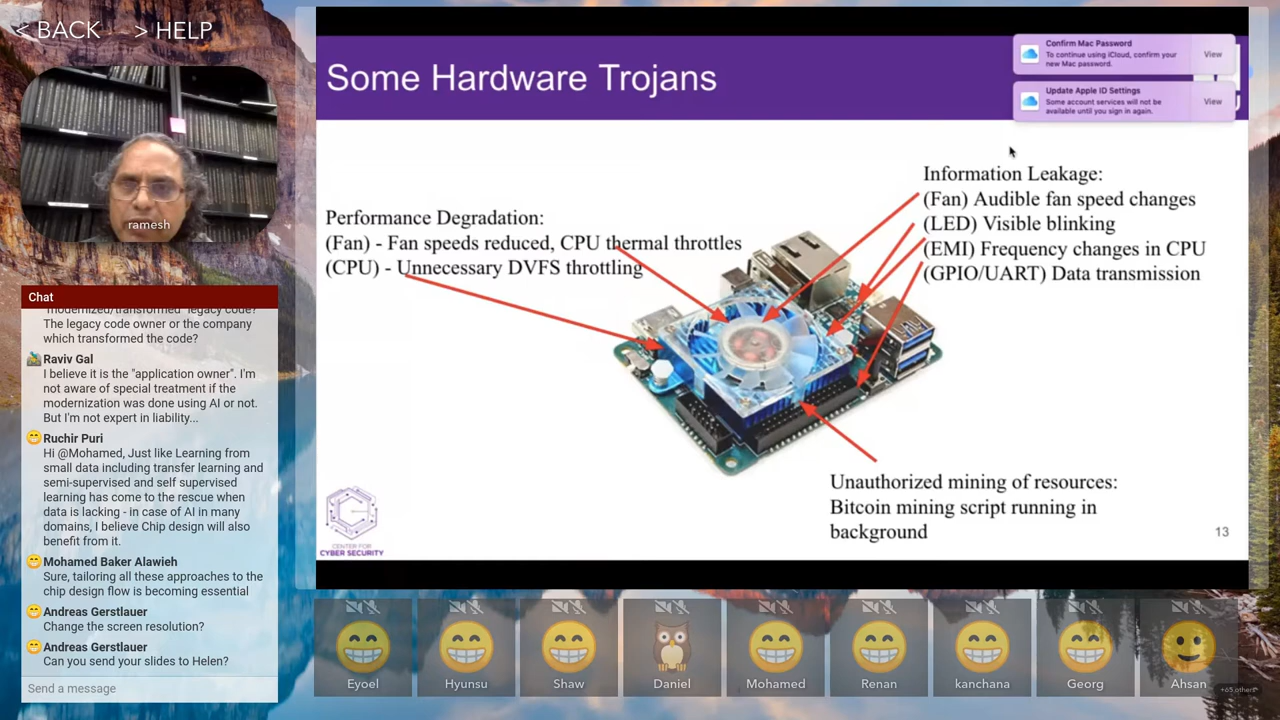 < BACK > HELP
ramesh
Chat
"modernized/transformed" legacy code?
The legacy code owner or the company
which transformed the code?
Raviv Gal
I believe it is the "application owner". I'm
not aware of special treatment if the
modernization was done using AI or not.
But I'm not expert in liability...
Ruchir Puri
Hi @Mohamed, Just like Learning from
small data including transfer learning and
semi-supervised and self supervised
learning has come to the rescue when
data is lacking - in case of AI in many
domains, I believe Chip design will also
benefit from it.
Mohamed Baker Alawieh
Sure, tailoring all these approaches to the
chip design flow is becoming essential
Andreas Gerstlauer
Change the screen resolution?
Andreas Gerstlauer
Can you send your slides to Helen?
Send a message
Some Hardware Trojans
Confirm Mac Password
To continue using iCloud, confirm your
new Mac password.
View
Update Apple ID Settings
Some account services will not be
available until you sign in again.
View
Performance Degradation:
(Fan) - Fan speeds reduced, CPU thermal throttles
(CPU) - Unnecessary DVFS throttling
Information Leakage:
(Fan) Audible fan speed changes
(LED) Visible blinking
(EMI) Frequency changes in CPU
(GPIO/UART) Data transmission
Unauthorized mining of resources:
Bitcoin mining script running in
background
CENTER FOR
CYBER SECURITY
13
Eyoel
Hyunsu
Shaw
Daniel
Mohamed
Renan
kanchana
Georg
Ahsan
+65 others